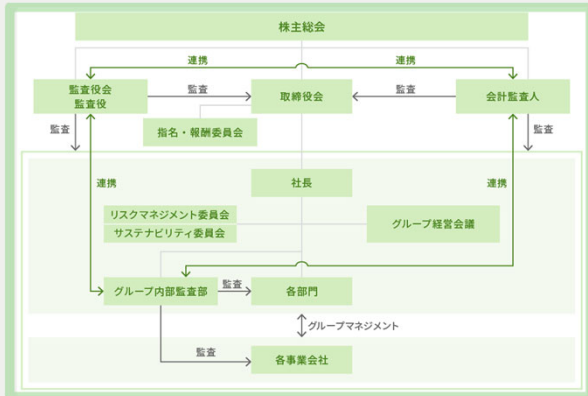 株主総会
連携
連携
監査役会
監査役
監査
取締役会
監査
会計監査人
監査
指名・報酬委員会
監査
連携
社長
連携
リスクマネジメント委員会
サステナビリティ委員会
グループ経営会議
グループ内部監査部
監査
各部門
グループマネジメント
監査
各事業会社